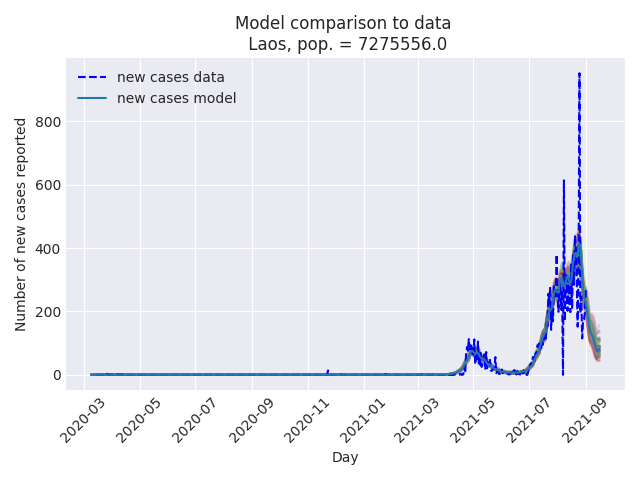 Model comparison to data
Laos, pop. = 7275556.0
new cases data
new cases model
Number of new cases reported
800
600
400
200
0
2020-03
2020-05
2020-07
2020-09
2020-11
2021-01
2021-03
2021-05
2021-07
2021-09
Day